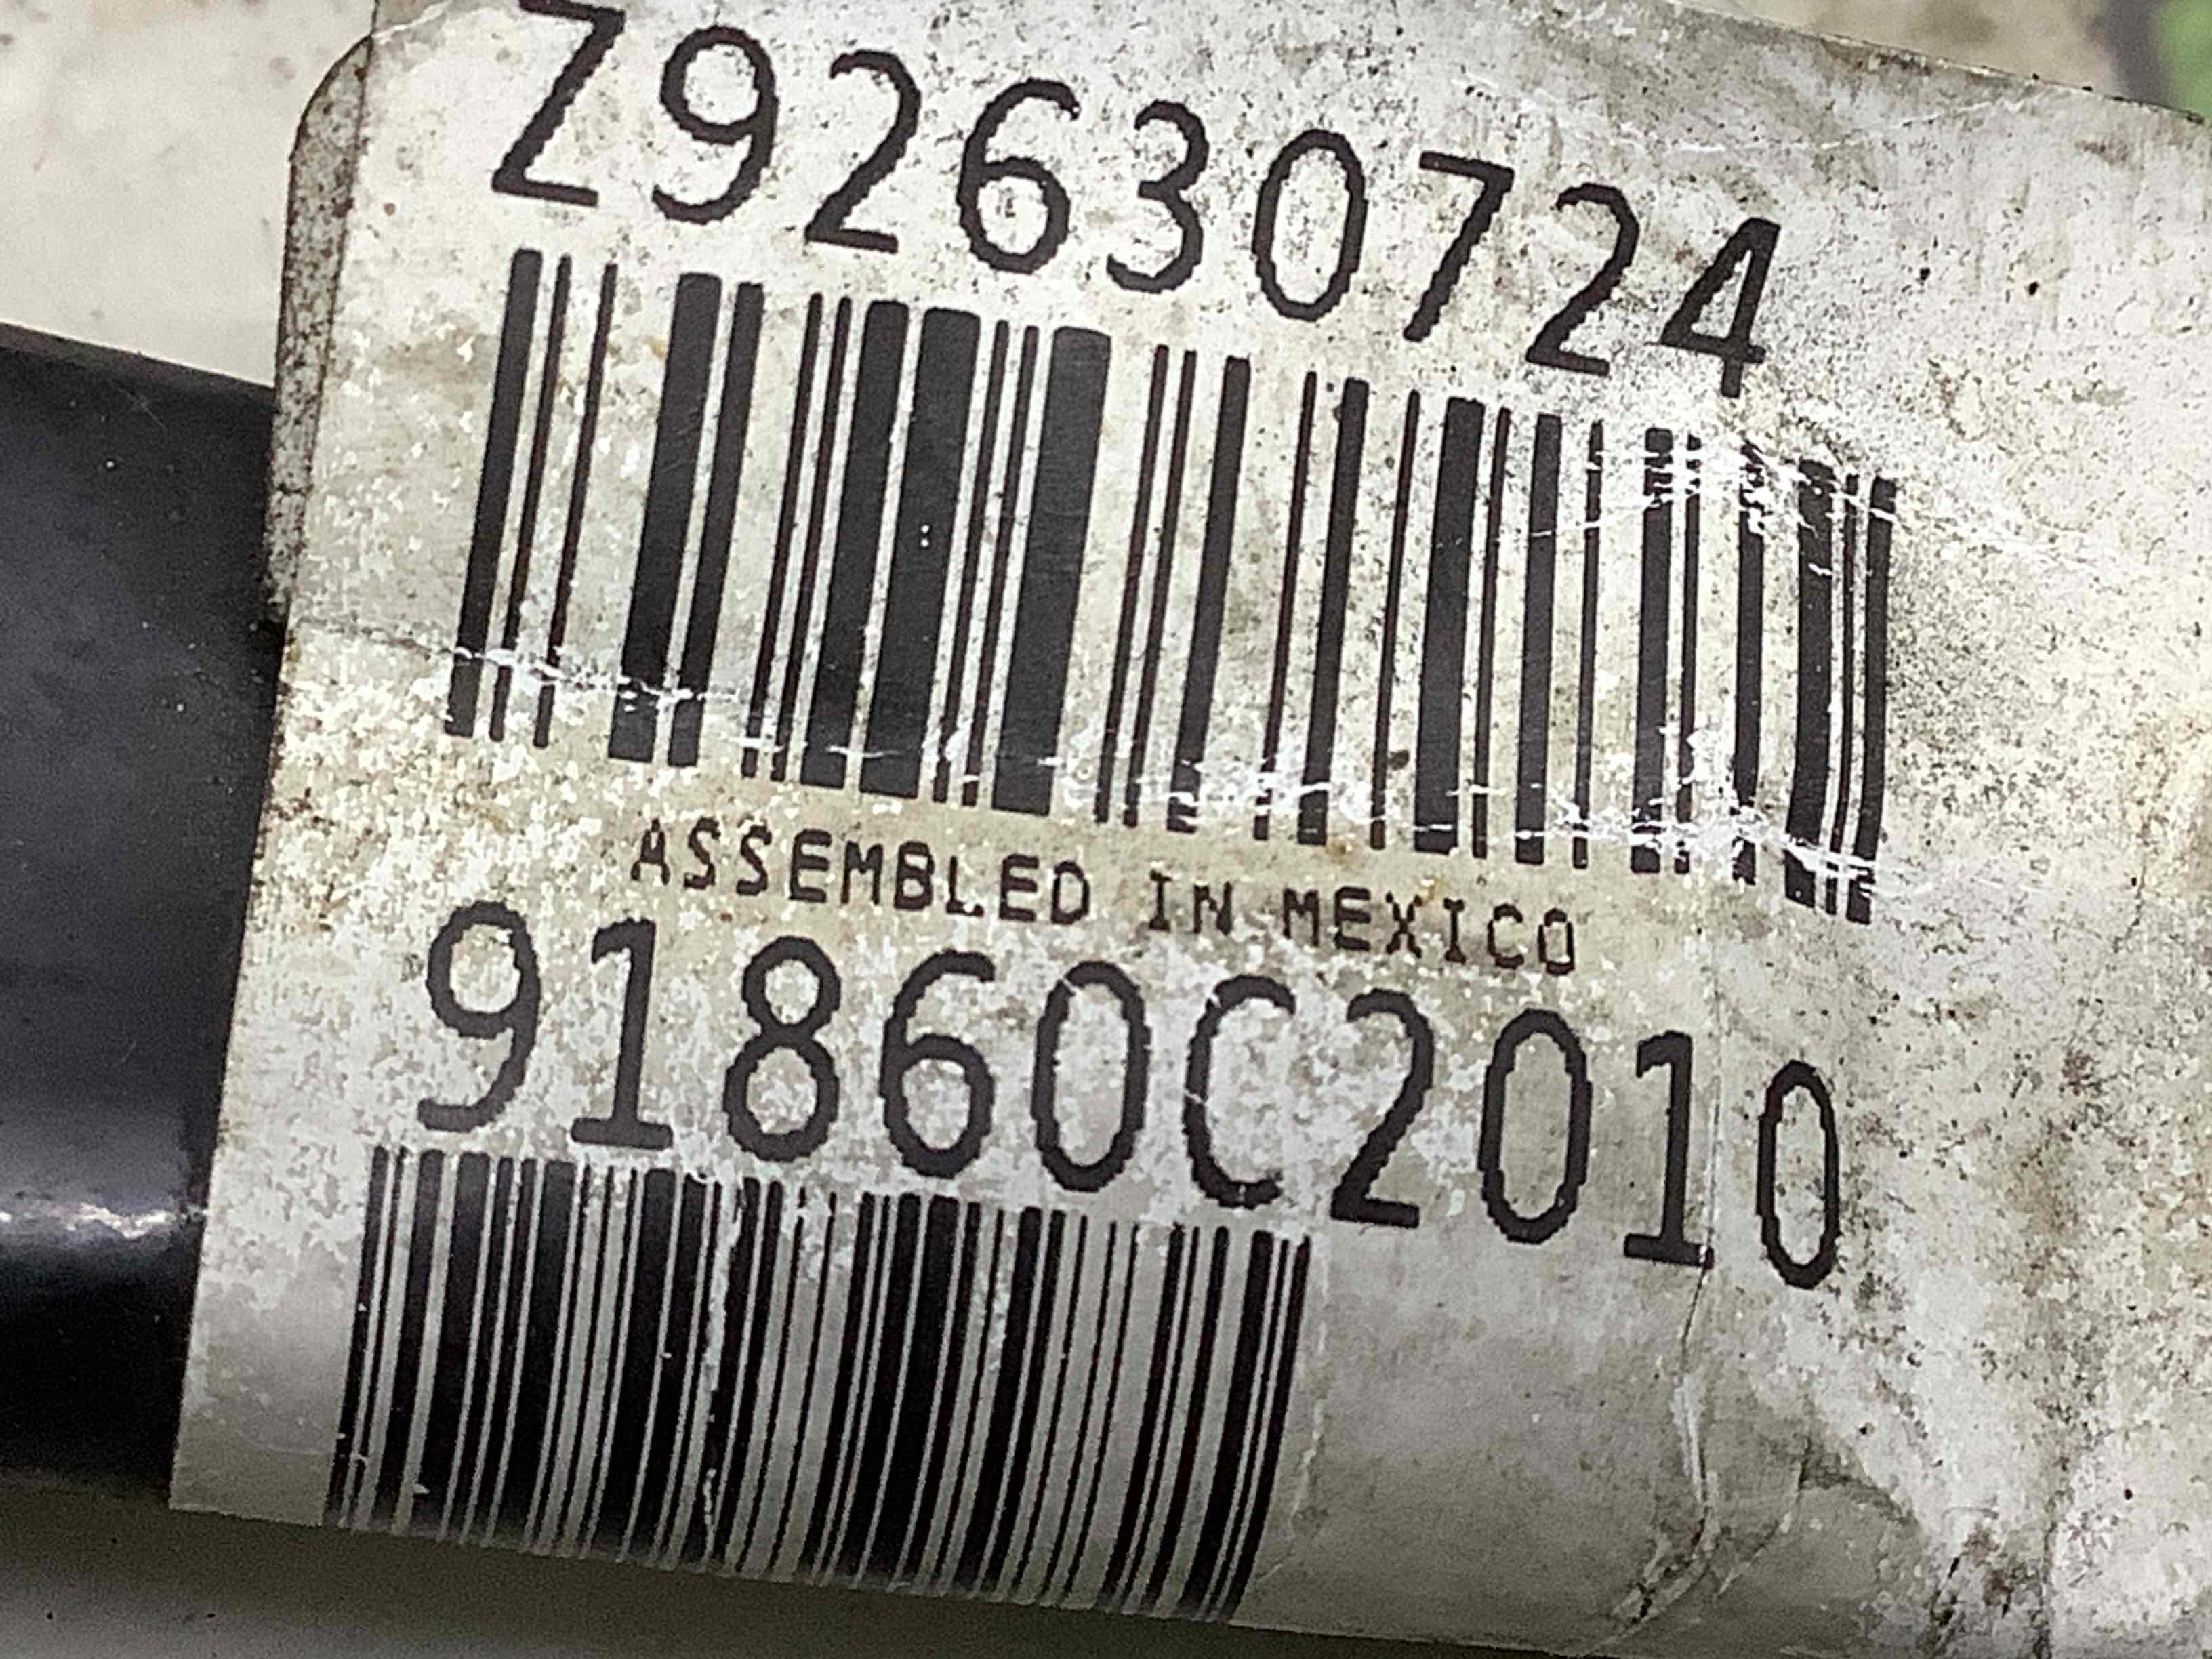 Z92630724
ASSEMBLED IN MEXICO
91860C2010